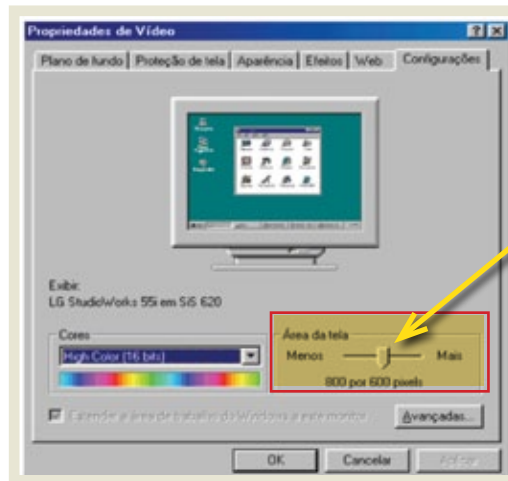 Propriedades de Vídeo
Plano de fundo Proteção de tela Aparência Efeitos Web Configurações
Exibir:
LG StudioWorks 55i em SiS 620
Cores
High Color (16 bits)
Área da tela
Menos Mais
800 por 600 pixels
Estender a área de trabalho do Windows a este monitor.
Avançadas...
OK Cancelar Aplicar